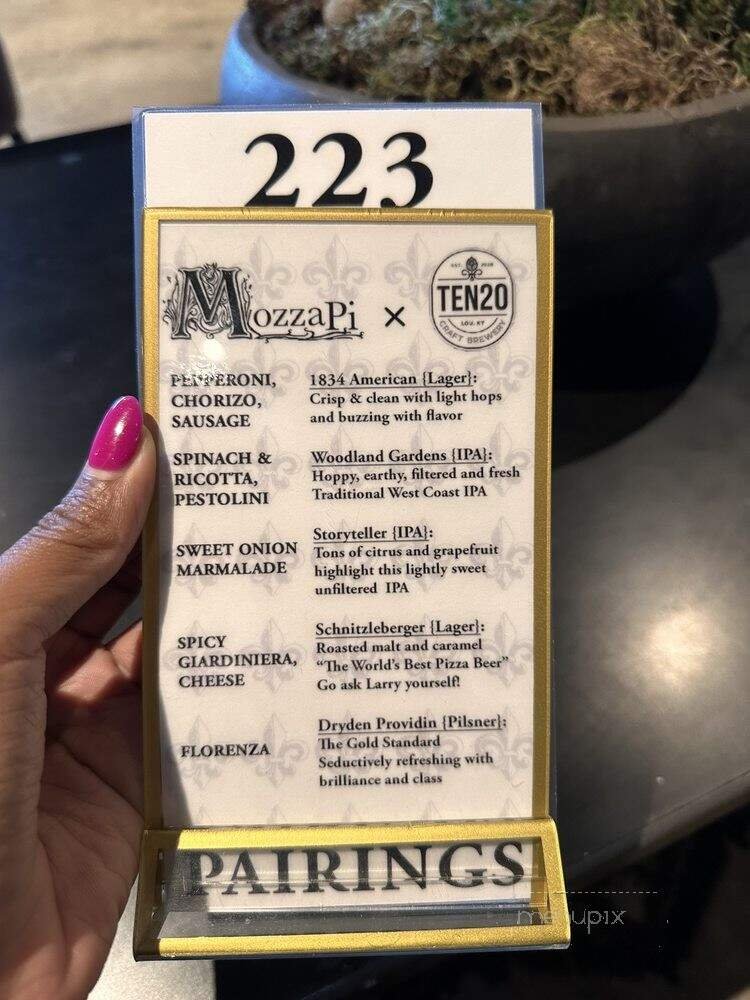 223
MozzaPi × EST. 2020
TEN20
LOU. KY
CRAFT BREWERY
PEPPERONI,
CHORIZO,
SAUSAGE
1834 American {Lager}:
Crisp & clean with light hops
and buzzing with flavor
SPINACH &
RICOTTA,
PESTOLINI
Woodland Gardens {IPA}:
Hoppy, earthy, filtered and fresh
Traditional West Coast IPA
SWEET ONION
MARMALADE
Storyteller {IPA}:
Tons of citrus and grapefruit
highlight this lightly sweet
unfiltered IPA
SPICY
GIARDINIERA,
CHEESE
Schnitzleberger {Lager}:
Roasted malt and caramel
“The World’s Best Pizza Beer”
Go ask Larry yourself!
FLORENZA
Dryden Providin {Pilsner}:
The Gold Standard
Seductively refreshing with
brilliance and class
PAIRINGS
menupix